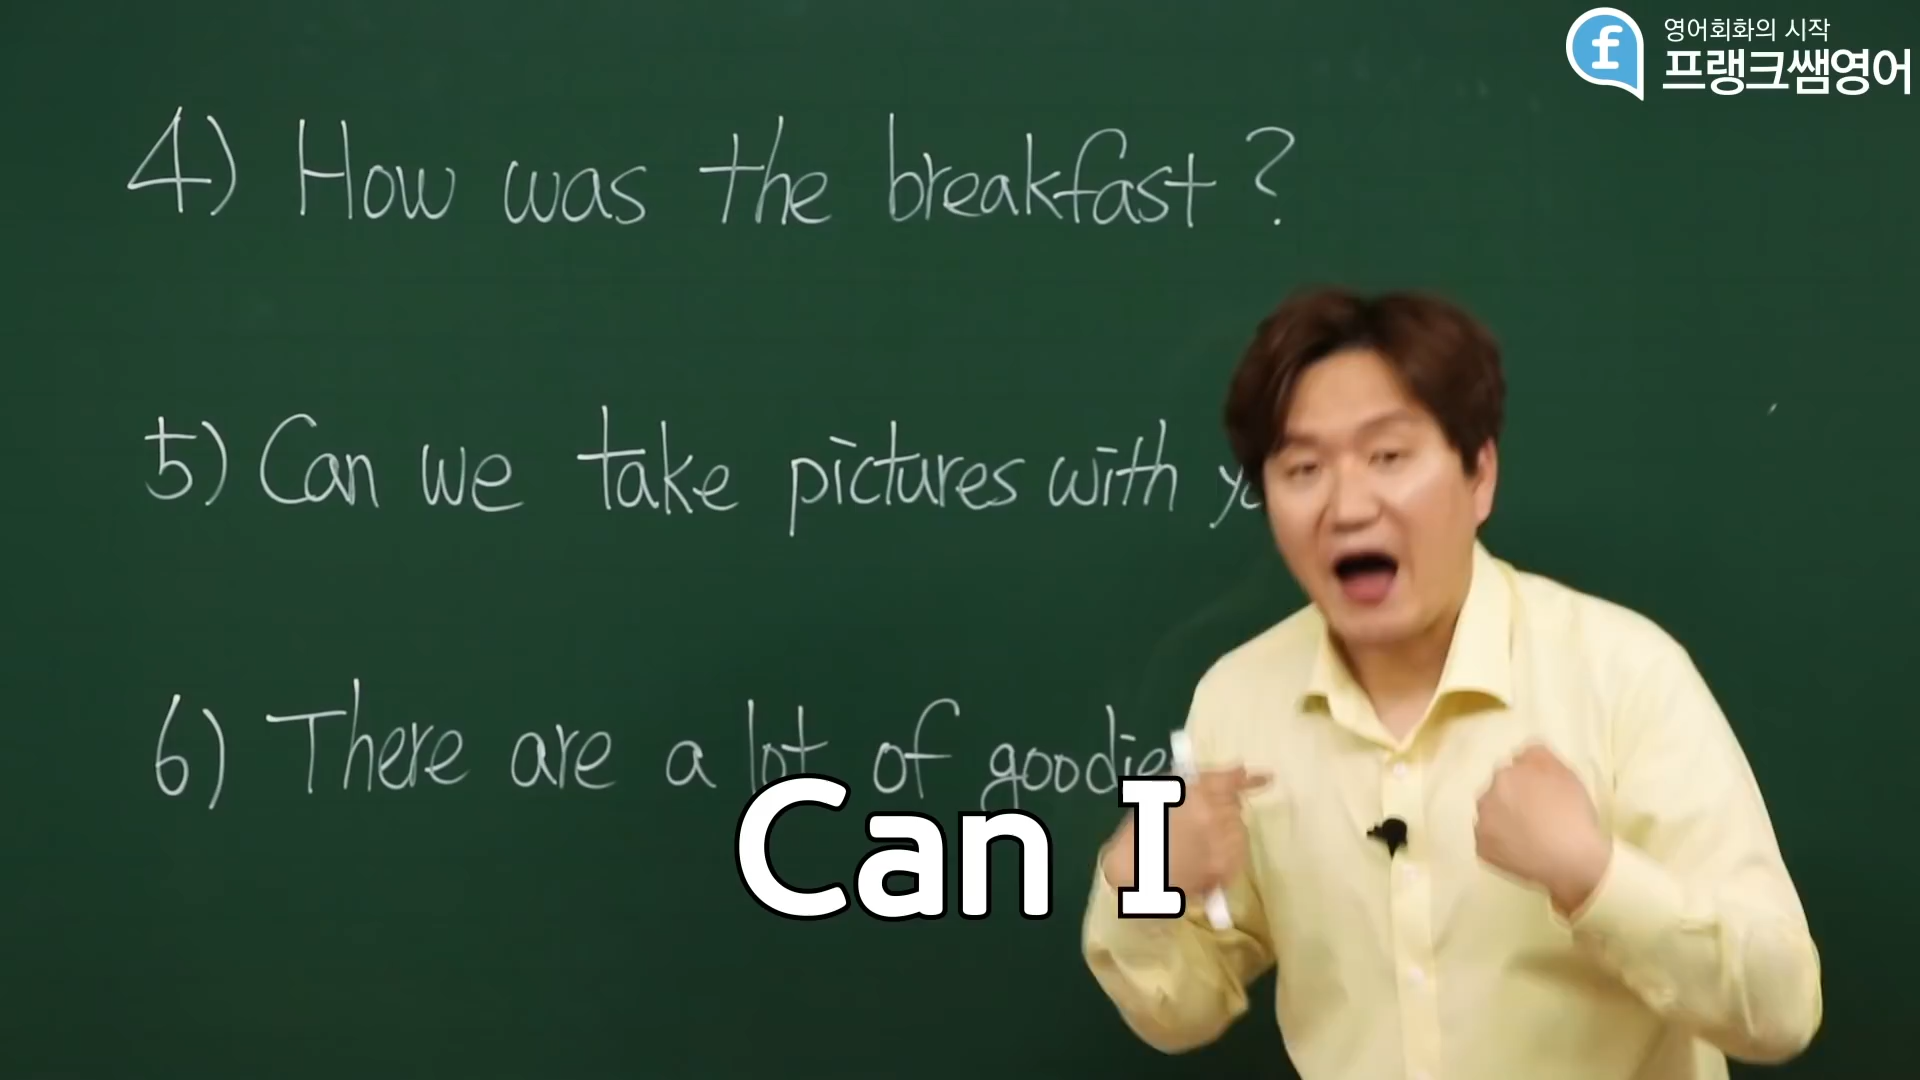 영어회화의 시작
프랭크쌤영어
4) How was the breakfast?
5) Can we take pictures with
6) There are a lot of goodie
Can I